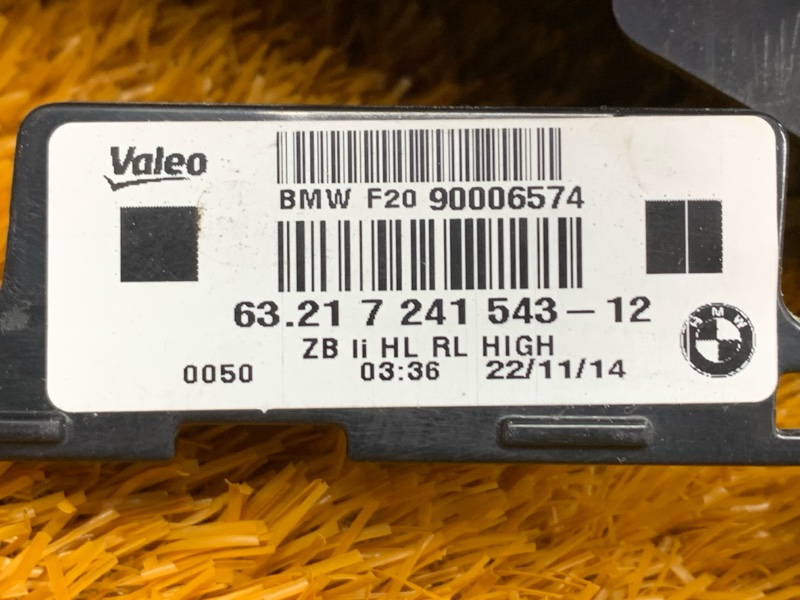 Valeo
BMW F20 90006574
63.21 7 241 543-12
ZB li HL RL HIGH
0050 03:36 22/11/14
BMW